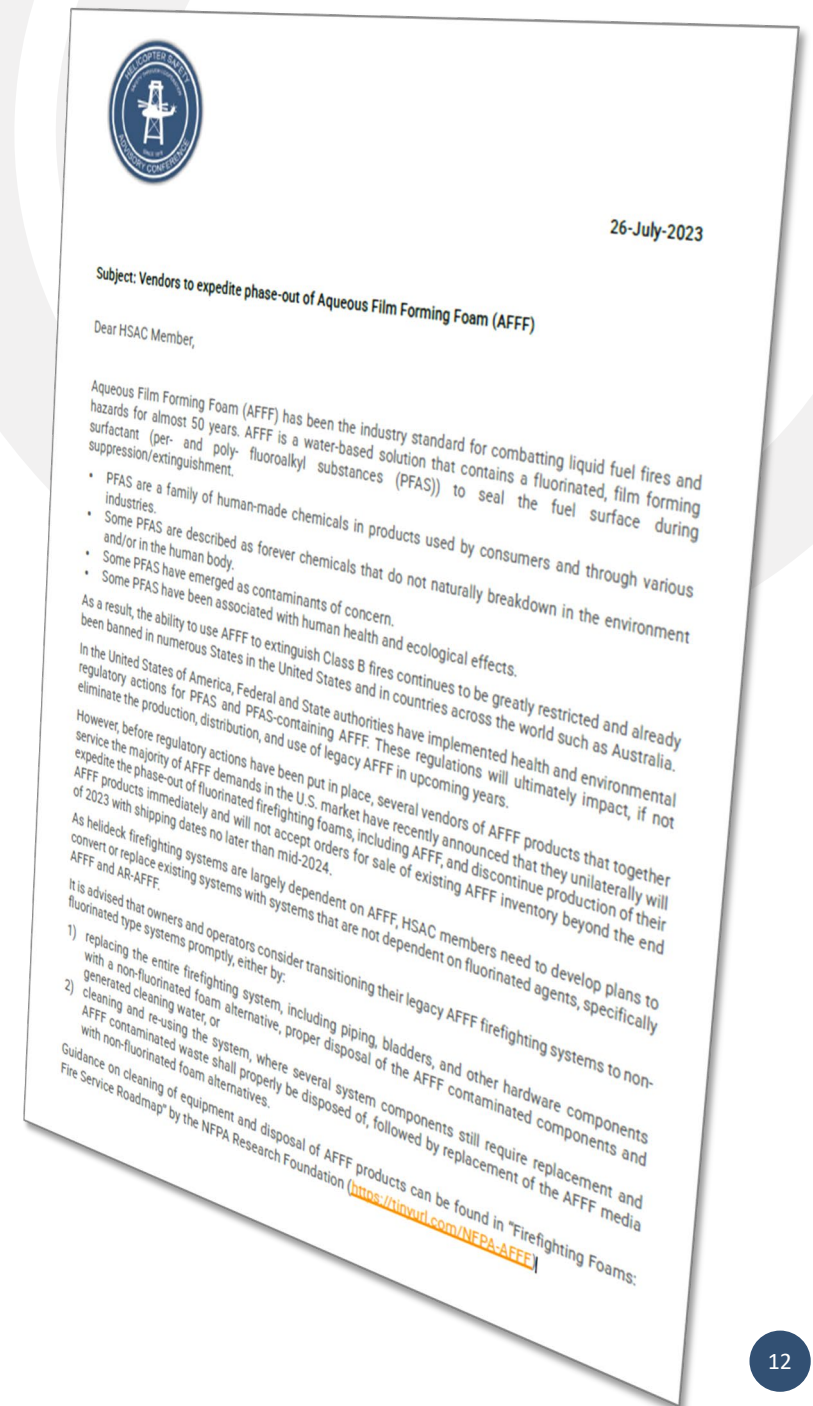 HELICOPTER SAFETY
ADVISORY CONFERENCE
26-July-2023
Subject: Vendors to expedite phase-out of Aqueous Film Forming Foam (AFFF)
Dear HSAC Member,
Aqueous Film Forming Foam (AFFF) has been the industry standard for combatting liquid fuel fires and
hazards for almost 50 years. AFFF is a water-based solution that contains a fluorinated, film forming
surfactant (per- and poly- fluoroalkyl substances (PFAS)) to seal the fuel surface during
suppression/extinguishment.
• PFAS are a family of human-made chemicals in products used by consumers and through various
industries.
• Some PFAS are described as forever chemicals that do not naturally breakdown in the environment
and/or in the human body.
• Some PFAS have emerged as contaminants of concern.
• Some PFAS have been associated with human health and ecological effects.
As a result, the ability to use AFFF to extinguish Class B fires continues to be greatly restricted and already
been banned in numerous States in the United States and in countries across the world such as Australia.
In the United States of America, Federal and State authorities have implemented health and environmental
regulatory actions for PFAS and PFAS-containing AFFF. These regulations will ultimately impact, if not
eliminate the production, distribution, and use of legacy AFFF in upcoming years.
However, before regulatory actions have been put in place, several vendors of AFFF products that together
service the majority of AFFF demands in the U.S. market have recently announced that they unilaterally will
expedite the phase-out of fluorinated firefighting foams, including AFFF, and discontinue production of their
AFFF products immediately and will not accept orders for sale of existing AFFF inventory beyond the end
of 2023 with shipping dates no later than mid-2024.
As helideck firefighting systems are largely dependent on AFFF, HSAC members need to develop plans to
convert or replace existing systems with systems that are not dependent on fluorinated agents, specifically
AFFF and AR-AFFF.
It is advised that owners and operators consider transitioning their legacy AFFF firefighting systems to non-
fluorinated type systems promptly, either by:
1) replacing the entire firefighting system, including piping, bladders, and other hardware components
with a non-fluorinated foam alternative, proper disposal of the AFFF contaminated components and
generated cleaning water, or
2) cleaning and re-using the system, where several system components still require replacement and
AFFF contaminated waste shall properly be disposed of, followed by replacement of the AFFF media
with non-fluorinated foam alternatives.
Guidance on cleaning of equipment and disposal of AFFF products can be found in "Firefighting Foams:
Fire Service Roadmap" by the NFPA Research Foundation (https://tinyurl.com/NFPA-AFFF)
12